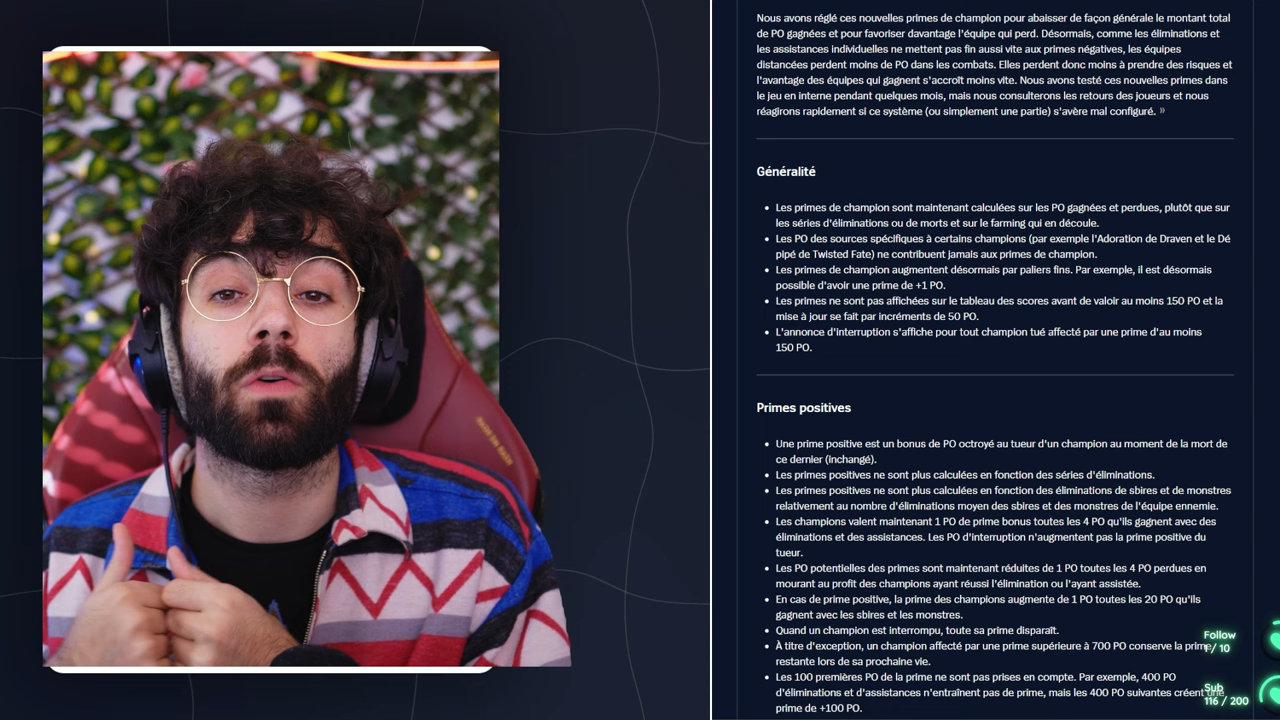 Nous avons réglé ces nouvelles primes de champion pour abaisser de façon générale le montant total
de PO gagnées et pour favoriser davantage l'équipe qui perd. Désormais, comme les éliminations et
les assistances individuelles ne mettent pas fin aussi vite aux primes négatives, les équipes
distancées perdent moins de PO dans les combats. Elles perdent donc moins à prendre des risques et
l'avantage des équipes qui gagnent s'accroît moins vite. Nous avons testé ces nouvelles primes dans
le jeu en interne pendant quelques mois, mais nous consulterons les retours des joueurs et nous
réagirons rapidement si ce système (ou simplement une partie) s'avère mal configuré. »
Généralité
• Les primes de champion sont maintenant calculées sur les PO gagnées et perdues, plutôt que sur
les séries d'éliminations ou de morts et sur le farming qui en découle.
• Les PO des sources spécifiques à certains champions (par exemple l'Adoration de Draven et le Dé
pipé de Twisted Fate) ne contribuent jamais aux primes de champion.
• Les primes de champion augmentent désormais par paliers fins. Par exemple, il est désormais
possible d'avoir une prime de +1 PO.
• Les primes ne sont pas affichées sur le tableau des scores avant de valoir au moins 150 PO et la
mise à jour se fait par incréments de 50 PO.
• L'annonce d'interruption s'affiche pour tout champion tué affecté par une prime d'au moins
150 PO.
Primes positives
• Une prime positive est un bonus de PO octroyé au tueur d'un champion au moment de la mort de
ce dernier (inchangé).
• Les primes positives ne sont plus calculées en fonction des séries d'éliminations.
• Les primes positives ne sont plus calculées en fonction des éliminations de sbires et de monstres
relativement au nombre d'éliminations moyen des sbires et des monstres de l'équipe ennemie.
• Les champions valent maintenant 1 PO de prime bonus toutes les 4 PO qu'ils gagnent avec des
éliminations et des assistances. Les PO d'interruption n'augmentent pas la prime positive du
tueur.
• Les PO potentielles des primes sont maintenant réduites de 1 PO toutes les 4 PO perdues en
mourant au profit des champions ayant réussi l'élimination ou l'ayant assistée.
• En cas de prime positive, la prime des champions augmente de 1 PO toutes les 20 PO qu'ils
gagnent avec les sbires et les monstres.
• Quand un champion est interrompu, toute sa prime disparaît.
• À titre d'exception, un champion affecté par une prime supérieure à 700 PO conserve la prime
restante lors de sa prochaine vie.
• Les 100 premières PO de la prime ne sont pas prises en compte. Par exemple, 400 PO
d'éliminations et d'assistances n'entraînent pas de prime, mais les 400 PO suivantes créent une
prime de +100 PO.
Follow
1 / 10
Sub
116 / 200